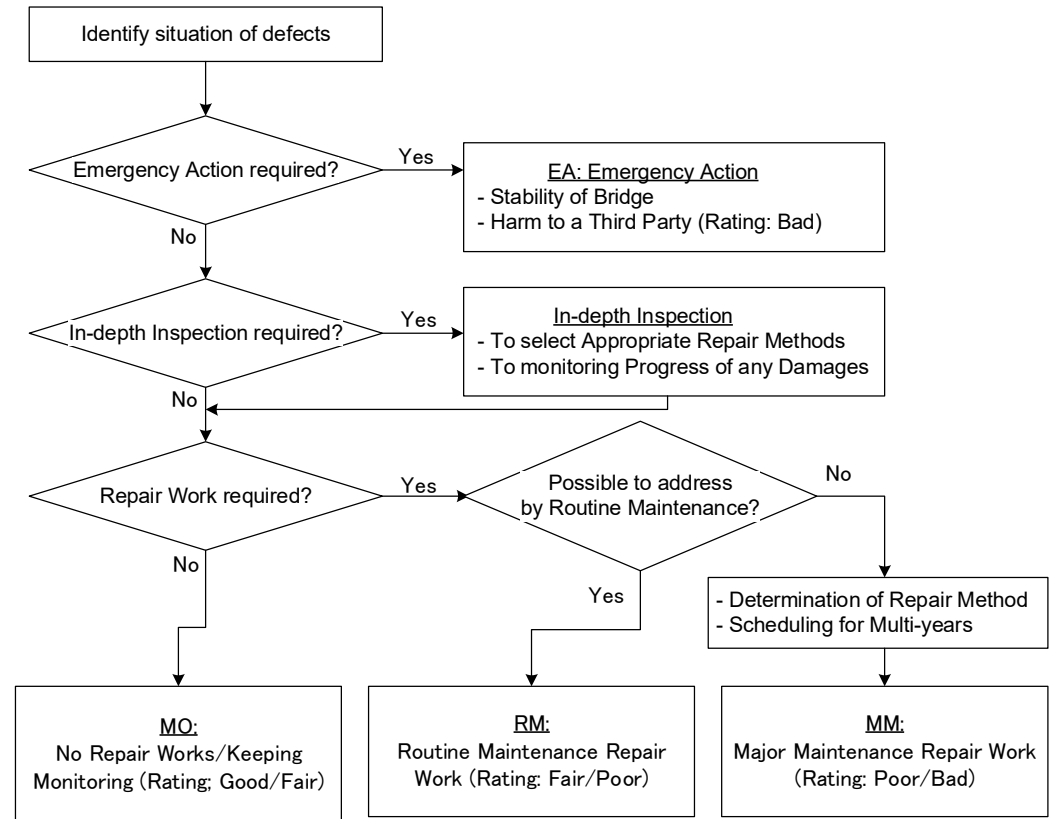 Identify situation of defects
Emergency Action required?
Yes
EA: Emergency Action
- Stability of Bridge
- Harm to a Third Party (Rating: Bad)
No
In-depth Inspection required?
Yes
In-depth Inspection
- To select Appropriate Repair Methods
- To monitoring Progress of any Damages
No
Repair Work required?
Yes
Possible to address
by Routine Maintenance?
No
No
Yes
- Determination of Repair Method
- Scheduling for Multi-years
MO:
No Repair Works/Keeping
Monitoring (Rating; Good/Fair)
RM:
Routine Maintenance Repair
Work (Rating: Fair/Poor)
MM:
Major Maintenance Repair Work
(Rating: Poor/Bad)